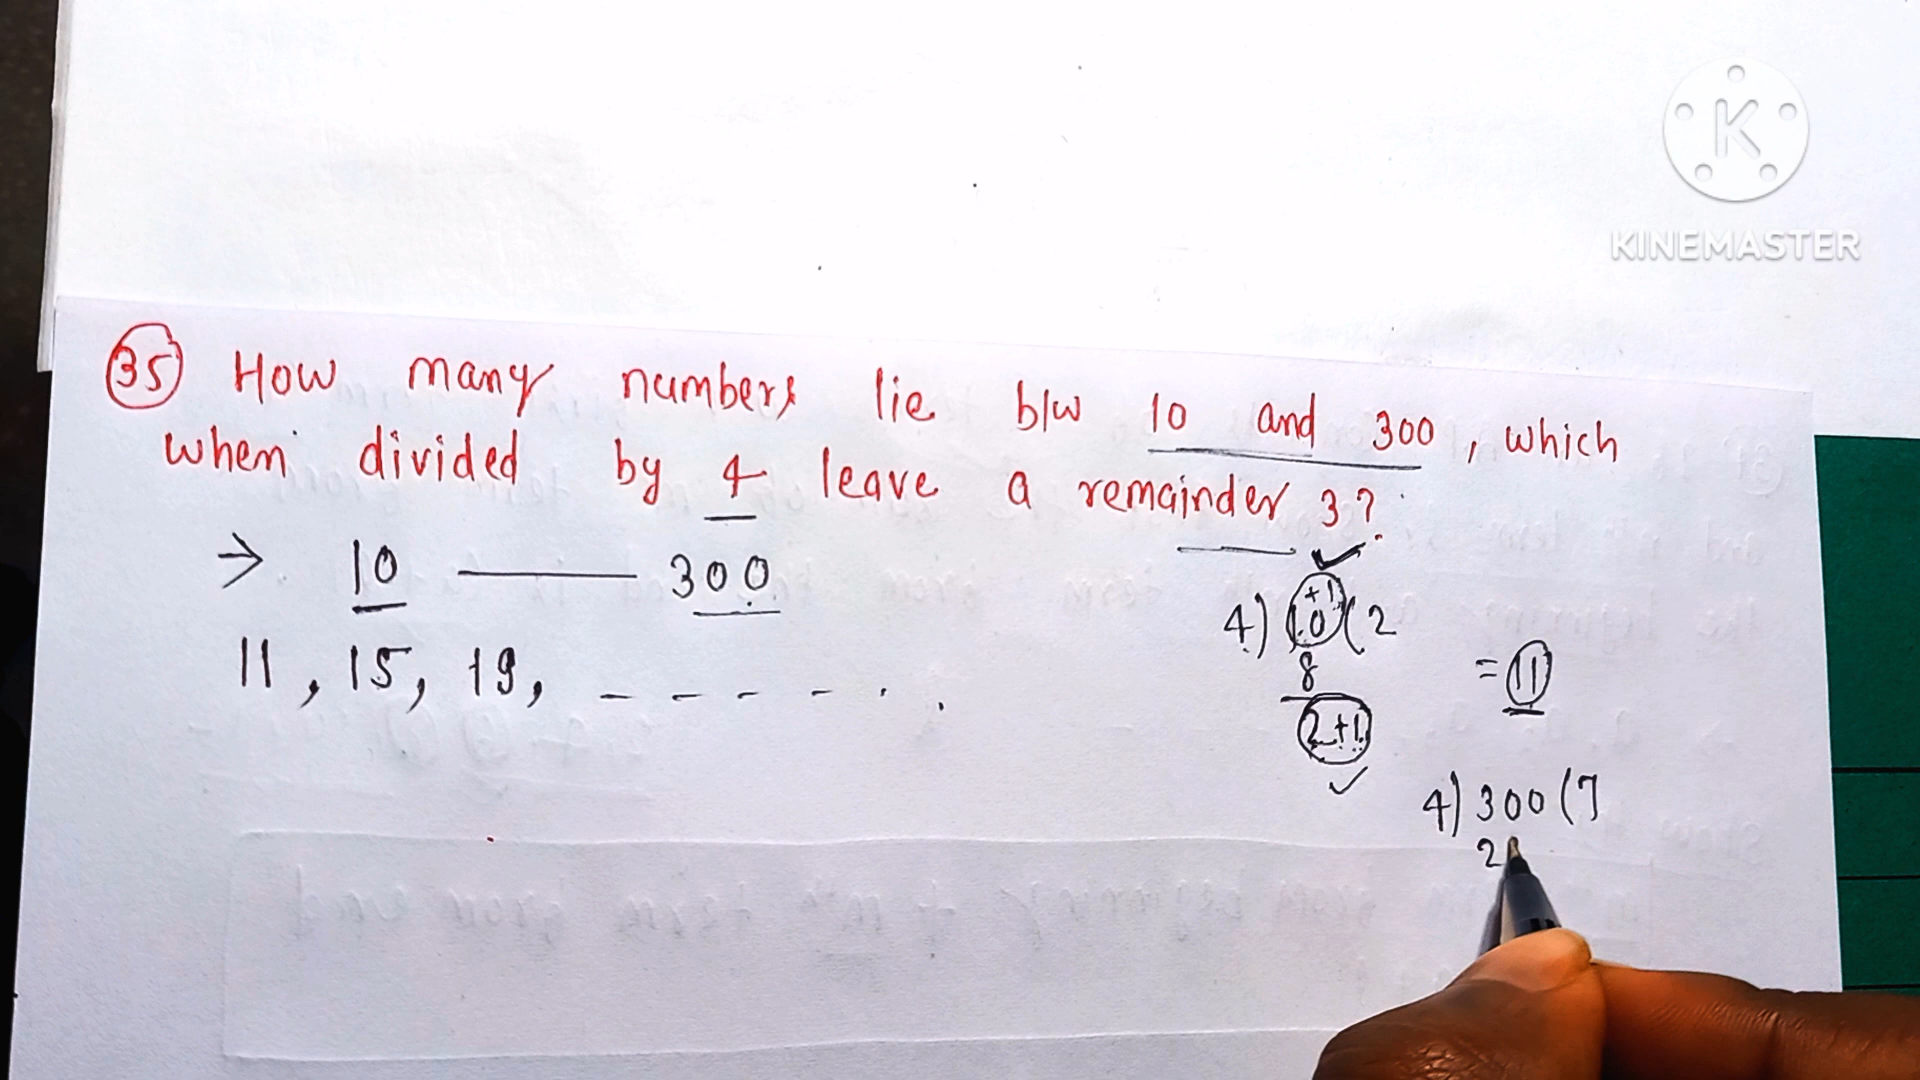 K
KINEMASTER
35 How many numbers lie b/w 10 and 300, which
when divided by 4 leave a remainder 3?
→ 10 —— 300
11, 15, 19, - - - - - . .
4) 10 +1 (2
8
2+1
= 11
4) 300 (7
2